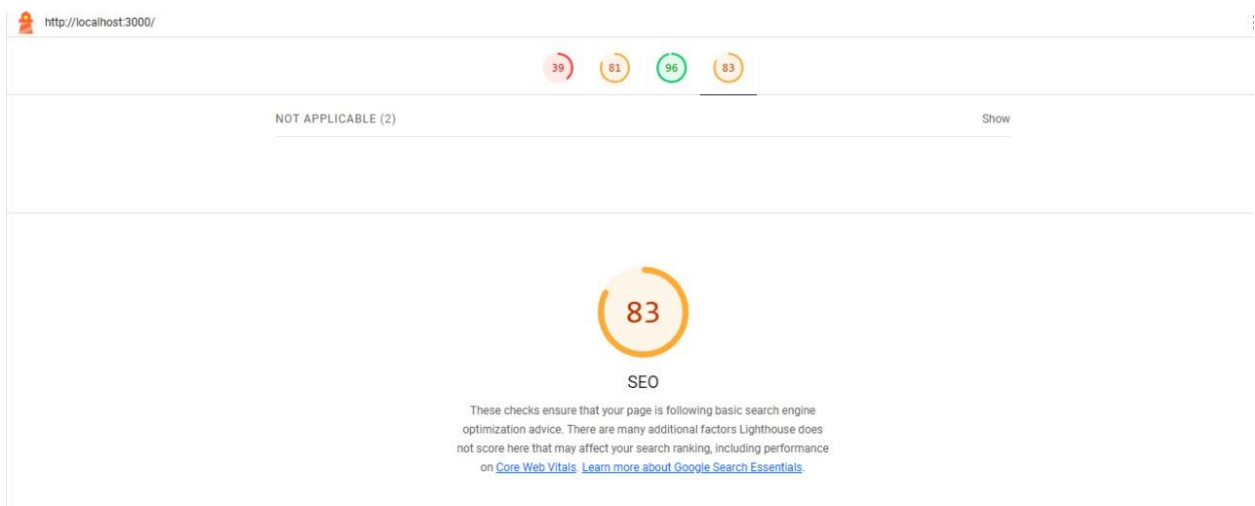 http://localhost:3000/
39 81 96 83
NOT APPLICABLE (2) Show
83
SEO
These checks ensure that your page is following basic search engine
optimization advice. There are many additional factors Lighthouse does
not score here that may affect your search ranking, including performance
on Core Web Vitals. Learn more about Google Search Essentials.